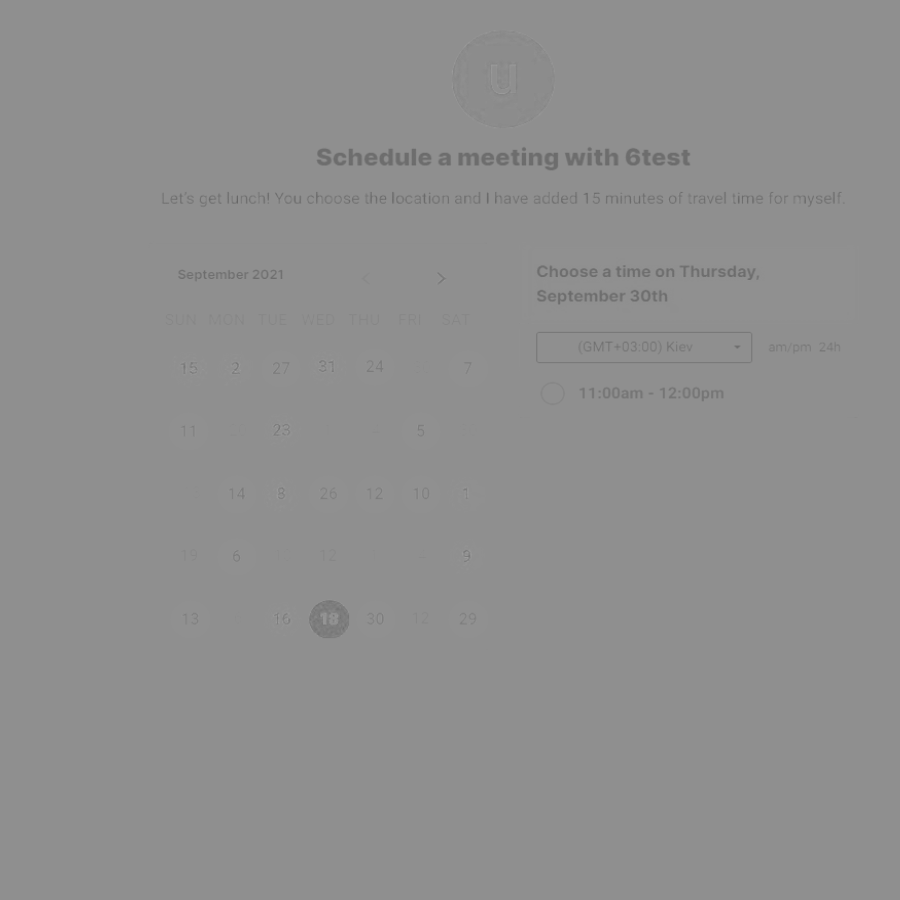 U
Schedule a meeting with 6test
Let's get lunch! You choose the location and I have added 15 minutes of travel time for myself.
September 2021
SUN MON TUE WED THU FRI SAT
15 2 27 31 24 7
11 23 5
14 8 26 12 10 1
19 6 12 9
13 16 18 30 12 29
Choose a time on Thursday,
September 30th
(GMT+03:00) Kiev
am/pm 24h
11:00am - 12:00pm